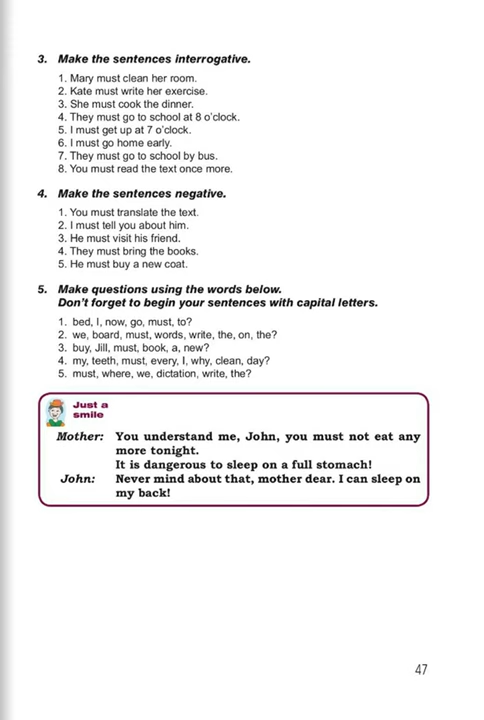 3. Make the sentences interrogative.
1. Mary must clean her room.
2. Kate must write her exercise.
3. She must cook the dinner.
4. They must go to school at 8 o'clock.
5. I must get up at 7 o'clock.
6. I must go home early.
7. They must go to school by bus.
8. You must read the text once more.
4. Make the sentences negative.
1. You must translate the text.
2. I must tell you about him.
3. He must visit his friend.
4. They must bring the books.
5. He must buy a new coat.
5. Make questions using the words below.
Don't forget to begin your sentences with capital letters.
1. bed, I, now, go, must, to?
2. we, board, must, words, write, the, on, the?
3. buy, Jill, must, book, a, new?
4. my, teeth, must, every, I, why, clean, day?
5. must, where, we, dictation, write, the?
Just a
smile
Mother: You understand me, John, you must not eat any
more tonight.
It is dangerous to sleep on a full stomach!
John: Never mind about that, mother dear. I can sleep on
my back!
47